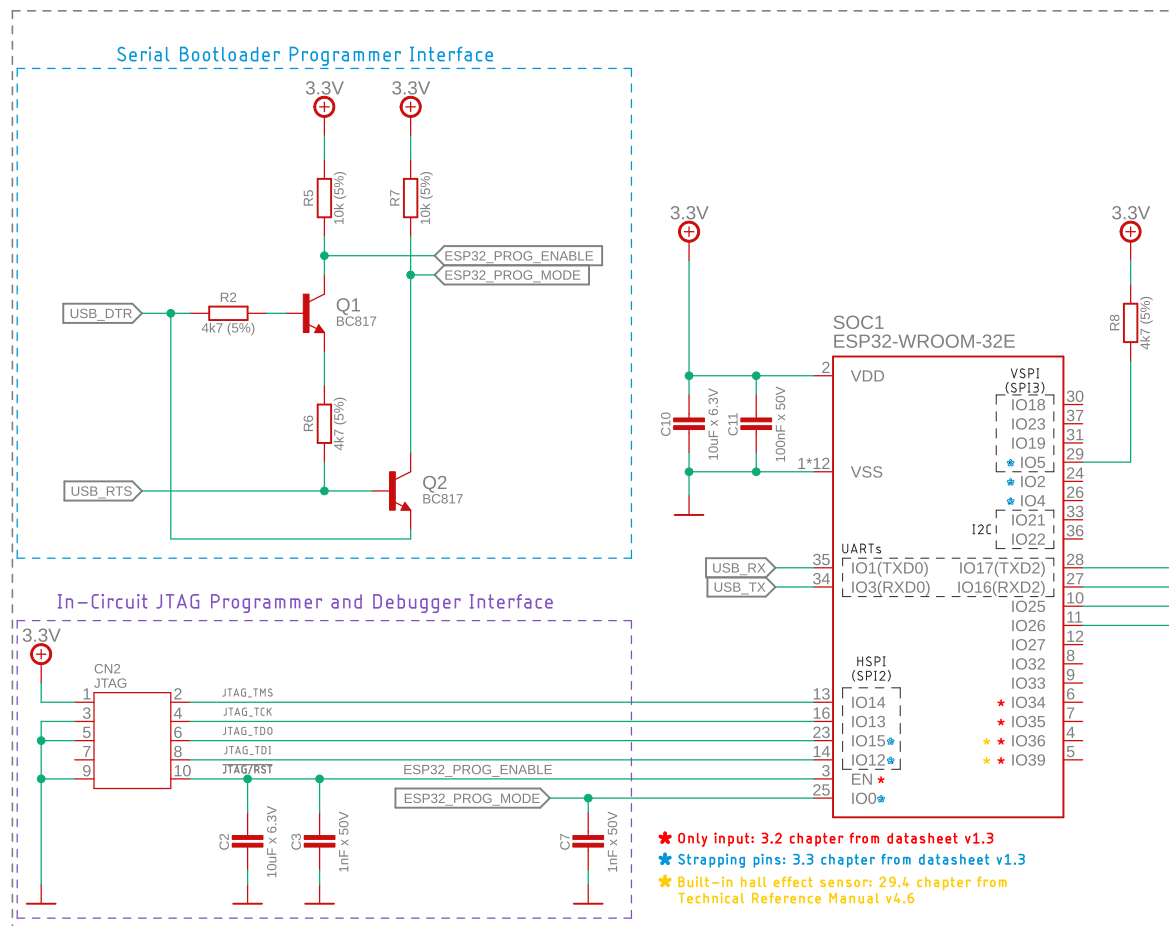 Serial Bootloader Programmer Interface
3.3V
3.3V
R5
10k (5%)
R7
10k (5%)
ESP32_PROG_ENABLE
ESP32_PROG_MODE
USB_DTR
R2
4k7 (5%)
Q1
BC817
R6
4k7 (5%)
USB_RTS
Q2
BC817
3.3V
C10
10uF x 6.3V
C11
100nF x 50V
3.3V
R8
4k7 (5%)
SOC1
ESP32-WROOM-32E
2
VDD
1*12
VSS
VSPI
(SPI3)
IO18
30
IO23
37
IO19
31
* IO5
29
* IO2
24
* IO4
26
I2C
IO21
33
IO22
36
UARTs
USB_RX
35
IO1(TXD0)
IO17(TXD2)
28
USB_TX
34
IO3(RXD0)
IO16(RXD2)
27
IO25
10
IO26
11
IO27
12
IO32
8
IO33
9
* IO34
6
* IO35
7
* * IO36
4
* * IO39
5
HSPI
(SPI2)
13
IO14
16
IO13
23
IO15*
14
IO12*
3
EN *
25
IO0*
In-Circuit JTAG Programmer and Debugger Interface
3.3V
CN2
JTAG
1
2
JTAG_TMS
3
4
JTAG_TCK
5
6
JTAG_TDO
7
8
JTAG_TDI
9
10
JTAG/RST
ESP32_PROG_ENABLE
ESP32_PROG_MODE
C2
10uF x 6.3V
C3
1nF x 50V
C7
1nF x 50V
* Only input: 3.2 chapter from datasheet v1.3
* Strapping pins: 3.3 chapter from datasheet v1.3
* Built-in hall effect sensor: 29.4 chapter from
Technical Reference Manual v4.6